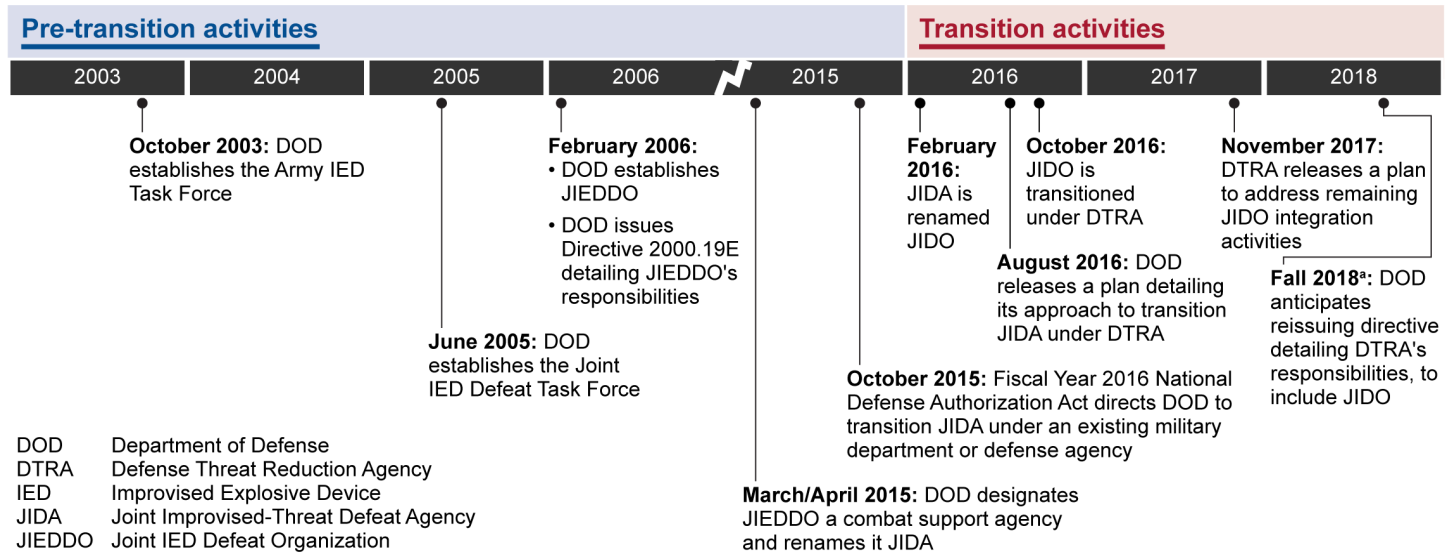 Pre-transition activities
Transition activities
2003
2004
2005
2006
2015
2016
2017
2018
October 2003: DOD
establishes the Army IED
Task Force
June 2005: DOD
establishes the Joint
IED Defeat Task Force
February 2006:
• DOD establishes
JIEDDO
• DOD issues
Directive 2000.19E
detailing JIEDDO's
responsibilities
March/April 2015: DOD designates
JIEDDO a combat support agency
and renames it JIDA
October 2015: Fiscal Year 2016 National
Defense Authorization Act directs DOD to
transition JIDA under an existing military
department or defense agency
February
2016:
JIDA is
renamed
JIDO
August 2016: DOD
releases a plan detailing
its approach to transition
JIDA under DTRA
October 2016:
JIDO is
transitioned
under DTRA
November 2017:
DTRA releases a plan
to address remaining
JIDO integration
activities
Fall 2018ª: DOD
anticipates
reissuing directive
detailing DTRA's
responsibilities, to
include JIDO
DOD Department of Defense
DTRA Defense Threat Reduction Agency
IED Improvised Explosive Device
JIDA Joint Improvised-Threat Defeat Agency
JIEDDO Joint IED Defeat Organization